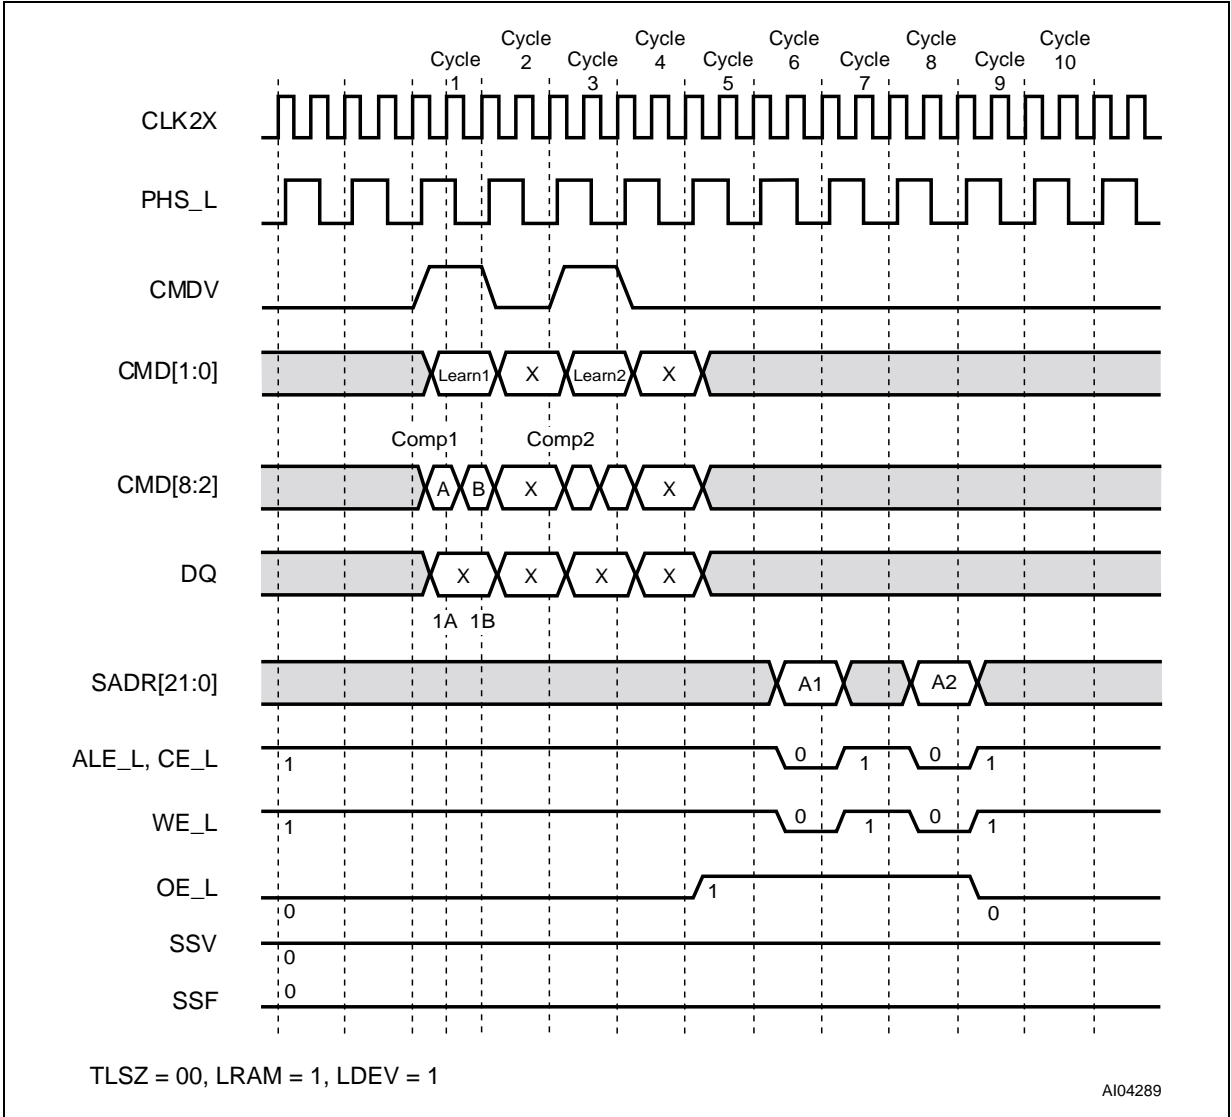 Cycle 1
Cycle 2
Cycle 3
Cycle 4
Cycle 5
Cycle 6
Cycle 7
Cycle 8
Cycle 9
Cycle 10
CLK2X
PHS_L
CMDV
CMD[1:0] Learn1 X Learn2 X
Comp1 Comp2
CMD[8:2] A B X X
DQ X X X X
1A 1B
SADR[21:0] A1 A2
ALE_L, CE_L 1 0 1 0 1
WE_L 1 0 1 0 1
OE_L 0 1 0
SSV 0
SSF 0
TLSZ = 00, LRAM = 1, LDEV = 1
AI04289